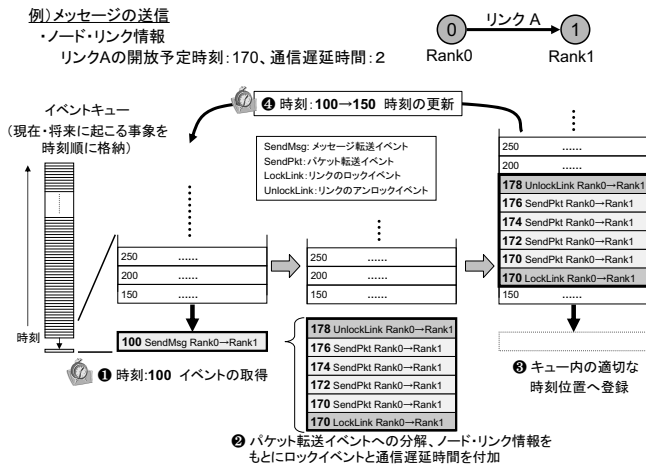 例)メッセージの送信
・ノード・リンク情報
リンクAの開放予定時刻:170、通信遅延時間:2
リンク A
0
1
Rank0
Rank1
イベントキュー
(現在・将来に起こる事象を
時刻順に格納)
時刻
❹ 時刻:100→150 時刻の更新
SendMsg: メッセージ転送イベント
SendPkt: パケット転送イベント
LockLink: リンクのロックイベント
UnlockLink: リンクのアンロックイベント
250 ......
200 ......
150 ......
100 SendMsg Rank0→Rank1
❶ 時刻:100 イベントの取得
250 ......
200 ......
150 ......
178 UnlockLink Rank0→Rank1
176 SendPkt Rank0→Rank1
174 SendPkt Rank0→Rank1
172 SendPkt Rank0→Rank1
170 SendPkt Rank0→Rank1
170 LockLink Rank0→Rank1
❷ パケット転送イベントへの分解、ノード・リンク情報を
もとにロックイベントと通信遅延時間を付加
250 ......
200 ......
178 UnlockLink Rank0→Rank1
176 SendPkt Rank0→Rank1
174 SendPkt Rank0→Rank1
172 SendPkt Rank0→Rank1
170 SendPkt Rank0→Rank1
170 LockLink Rank0→Rank1
150 ......
❸ キュー内の適切な
時刻位置へ登録